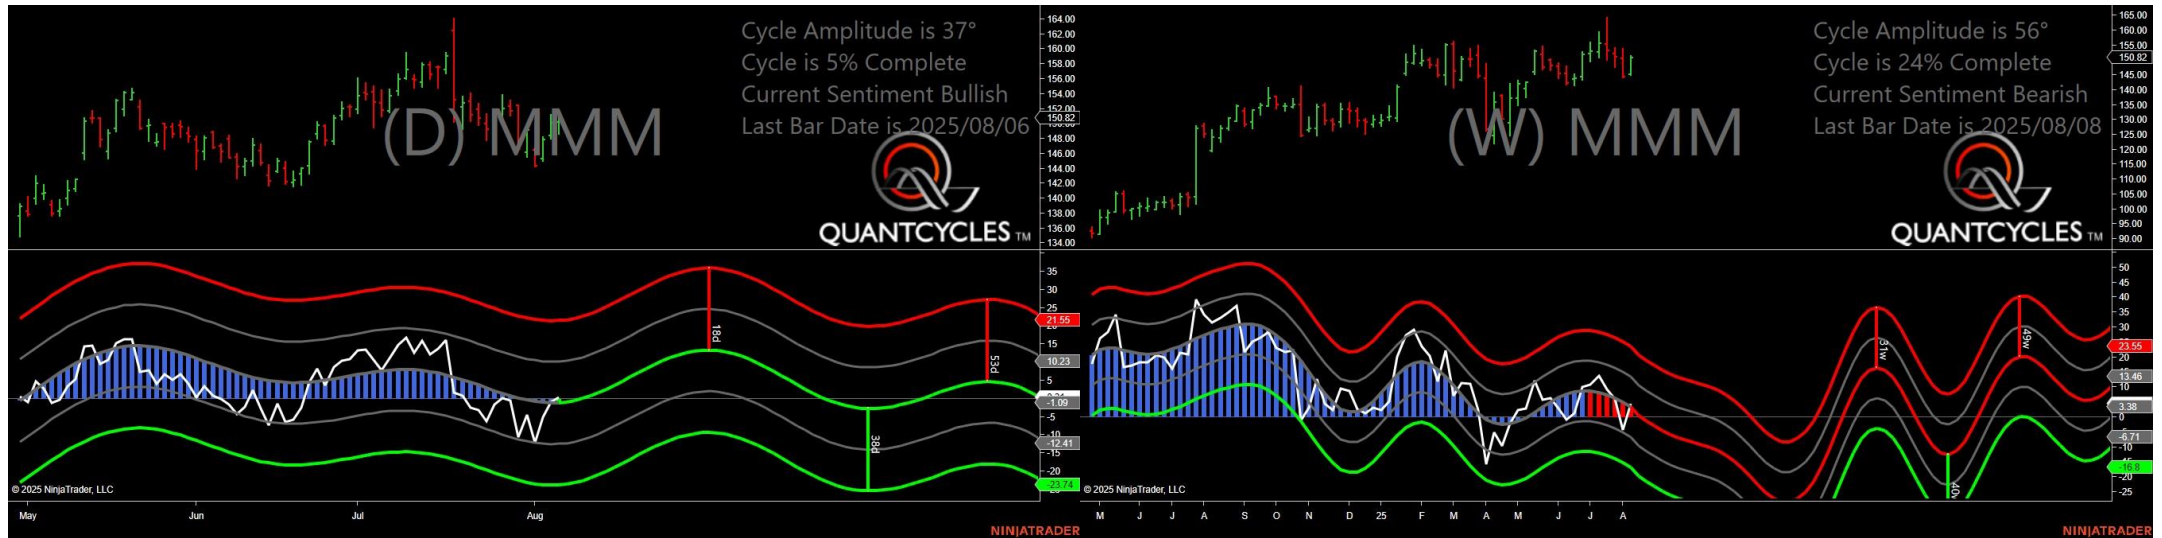 Cycle Amplitude is 37°
Cycle is 5% Complete
Current Sentiment Bullish
Last Bar Date is 2025/08/06
(D) MMM
QUANTCYCLES TM
164.00
162.00
160.00
158.00
156.00
154.00
152.00
150.82
148.00
146.00
144.00
142.00
140.00
138.00
136.00
134.00
35
30
25
21.55
15
10.23
5
-1.09
-5
-10
-12.41
-15
-20
-23.74
18d
38d
53d
© 2025 NinjaTrader, LLC
May Jun Jul Aug
NINJATRADER
Cycle Amplitude is 56°
Cycle is 24% Complete
Current Sentiment Bearish
Last Bar Date is 2025/08/08
(W) MMM
QUANTCYCLES TM
165.00
160.00
155.00
150.82
145.00
140.00
135.00
130.00
125.00
120.00
115.00
110.00
105.00
100.00
95.00
90.00
50
45
40
35
30
23.55
20
13.46
10
3.38
0
-6.71
-10
-16.8
-20
-25
31w
49w
© 2025 NinjaTrader, LLC
M J J A S O N D 25 F M A M J J A
NINJATRADER